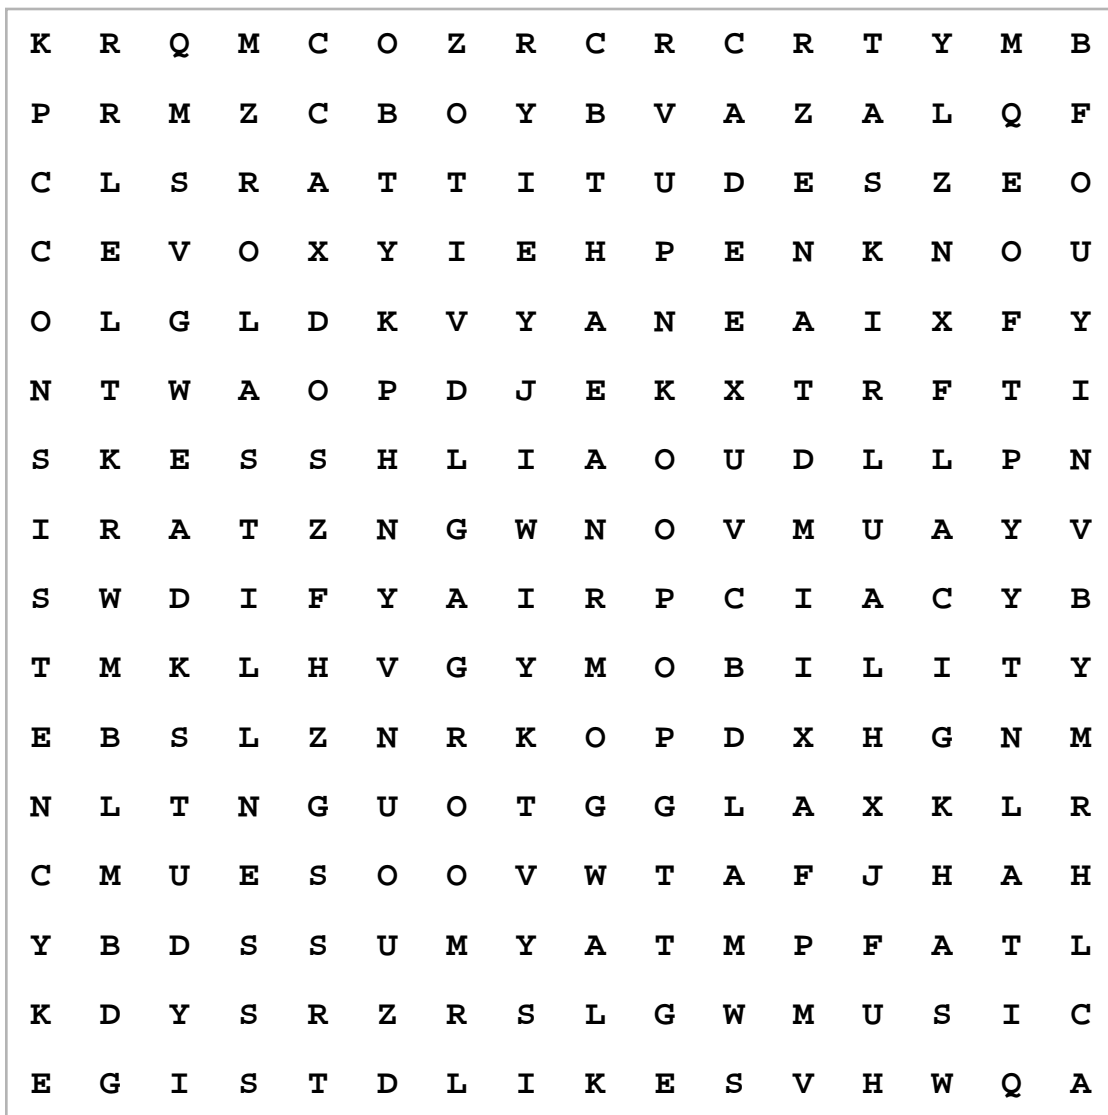 K R Q M C O Z R C R C R T Y M B
P R M Z C B O Y B V A Z A L Q F
C L S R A T T I T U D E S Z E O
C E V O X Y I E H P E N K N O U
O L G L D K V Y A N E A I X F Y
N T W A O P D J E K X T R F T I
S K E S S H L I A O U D L L P N
I R A T Z N G W N O V M U A Y V
S W D I F Y A I R P C I A C Y B
T M K L H V G Y M O B I L I T Y
E B S L Z N R K O P D X H G N M
N L T N G U O T G G L A X K L R
C M U E S O O V W T A F J H A H
Y B D S S U M Y A T M P F A T L
K D Y S R Z R S L G W M U S I C
E G I S T D L I K E S V H W Q A